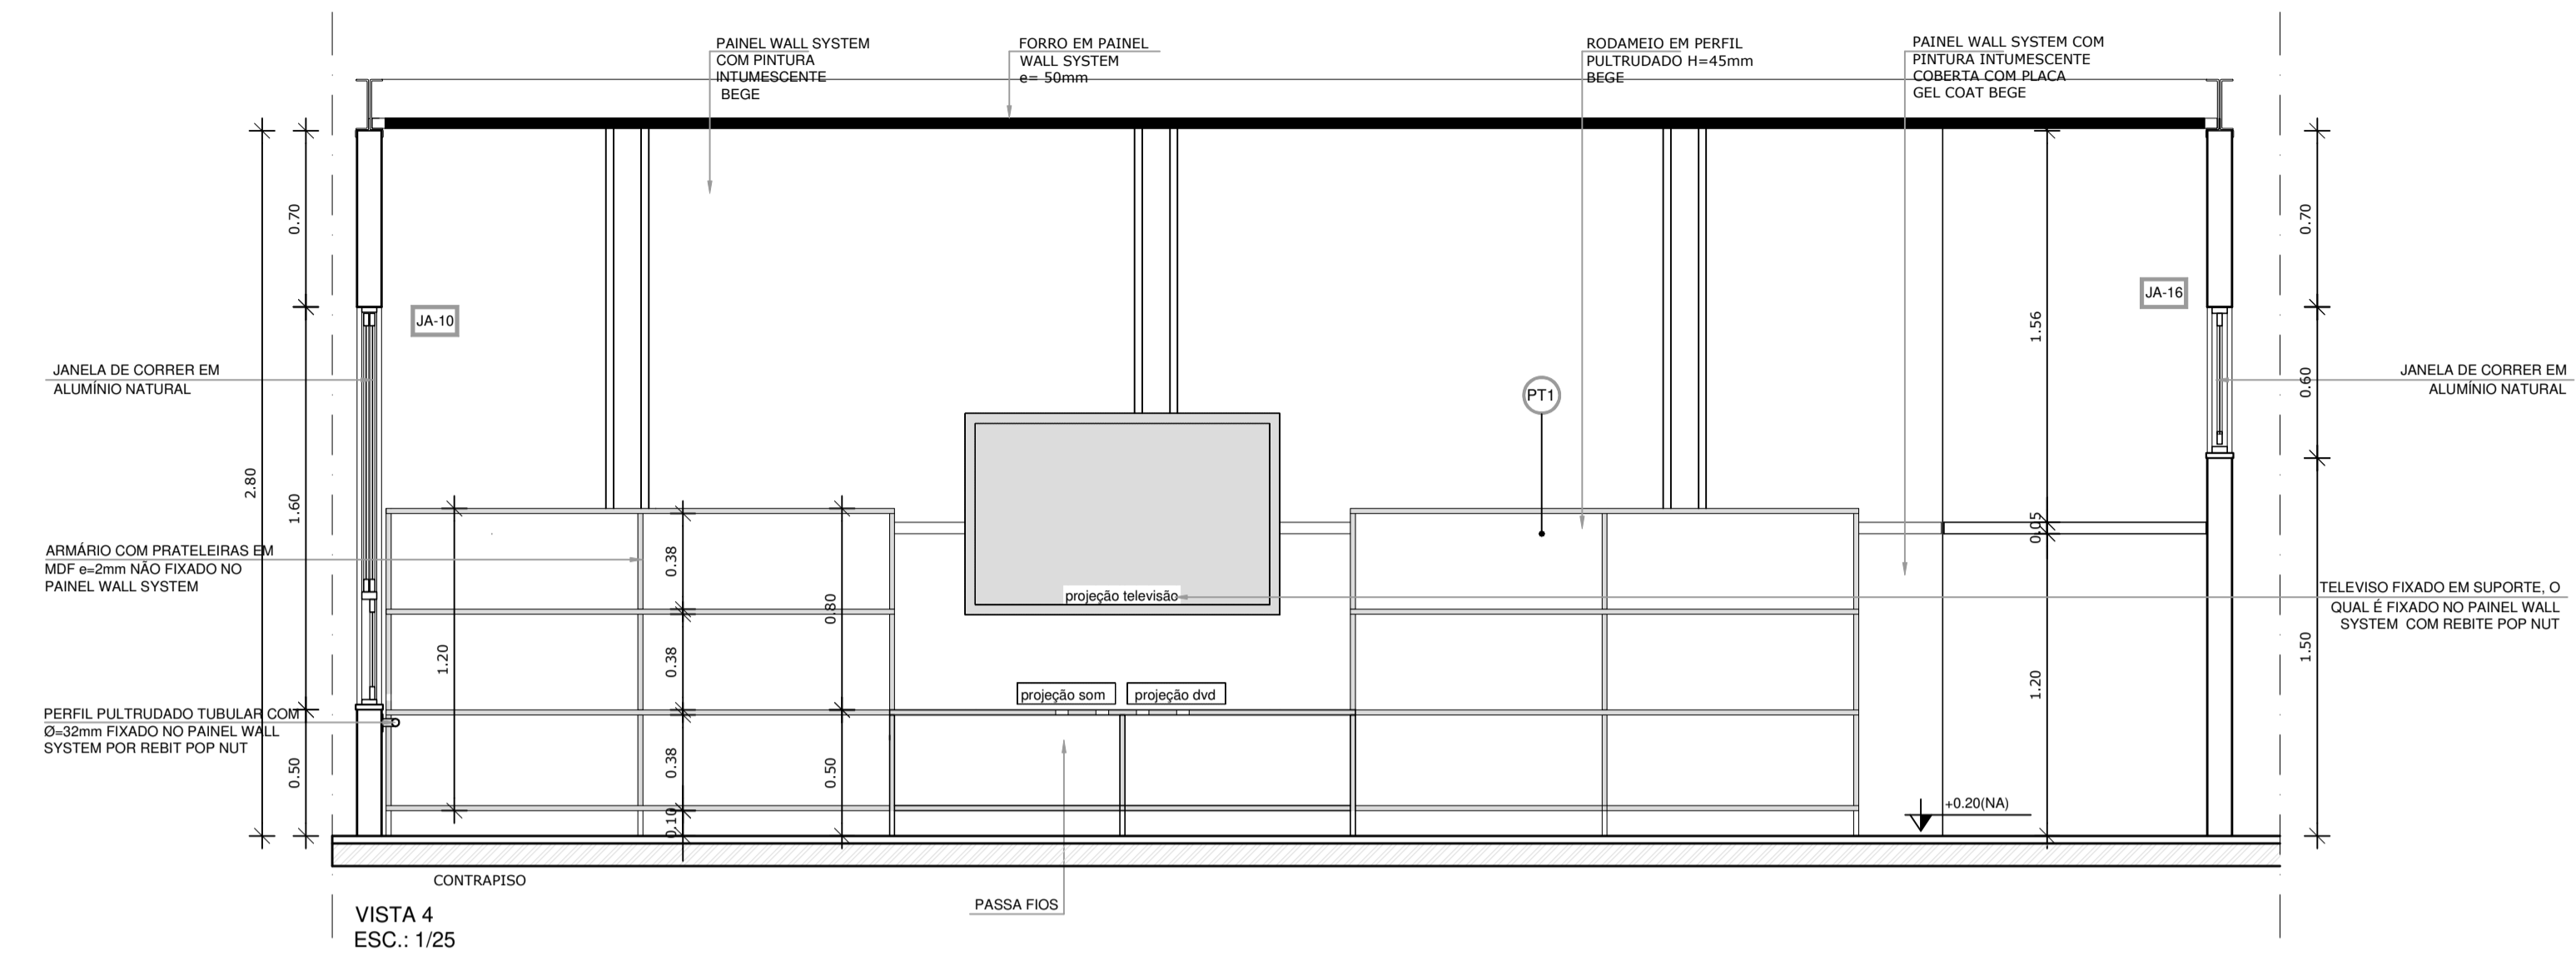 PAINEL WALL SYSTEM
COM PINTURA
INTUMESCENTE
BEGE
FORRO EM PAINEL
WALL SYSTEM
e= 50mm
RODAMEIO EM PERFIL
PULTRUDADO H=45mm
BEGE
PAINEL WALL SYSTEM COM
PINTURA INTUMESCENTE
COBERTA COM PLACA
GEL COAT BEGE
0.70
0.70
JA-10
JA-16
1.56
JANELA DE CORRER EM
ALUMÍNIO NATURAL
0.60
JANELA DE CORRER EM
ALUMÍNIO NATURAL
PT1
2.80
1.60
0.05
ARMÁRIO COM PRATELEIRAS EM
MDF e=2mm NÃO FIXADO NO
PAINEL WALL SYSTEM
0.38
0.80
projeção televisão
TELEVISO FIXADO EM SUPORTE, O
QUAL É FIXADO NO PAINEL WALL
SYSTEM COM REBITE POP NUT
1.20
0.38
1.20
1.50
projeção som
projeção dvd
PERFIL PULTRUDADO TUBULAR COM
Ø=32mm FIXADO NO PAINEL WALL
SYSTEM POR REBIT POP NUT
0.50
0.38
0.50
0.10
+0.20(NA)
CONTRAPISO
PASSA FIOS
VISTA 4
ESC.: 1/25